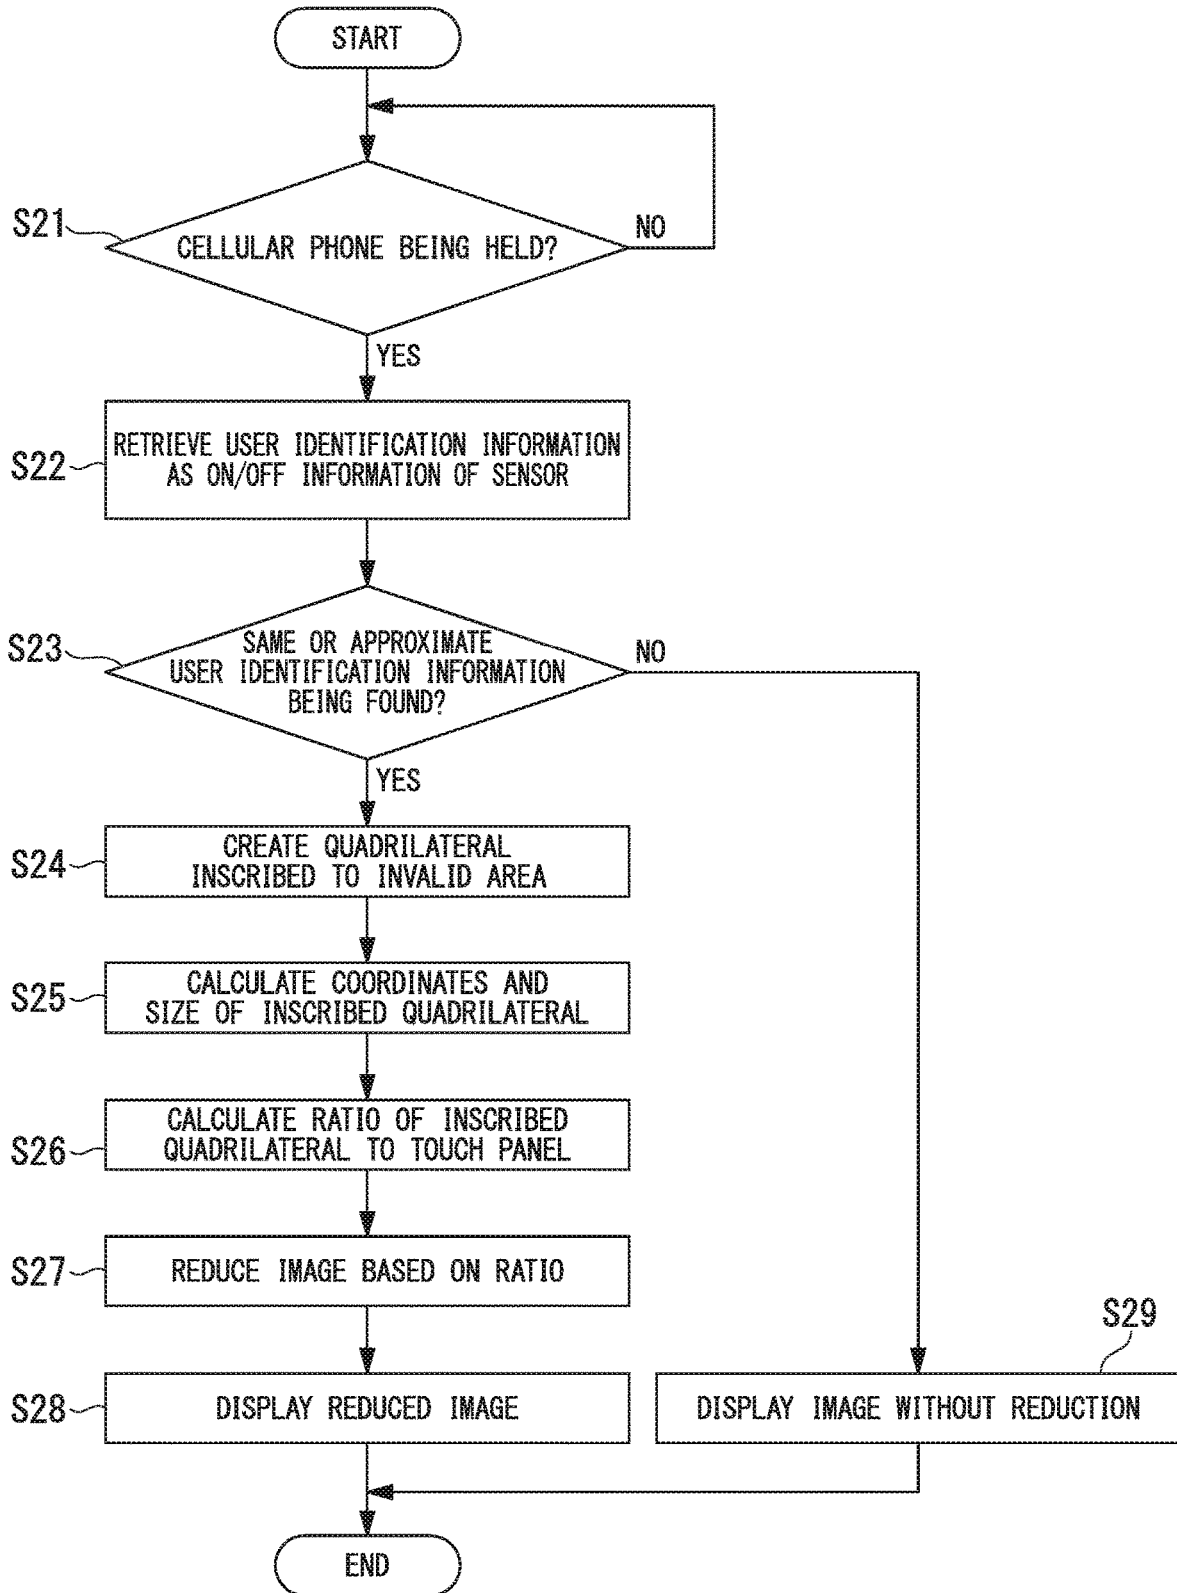 START
S21
CELLULAR PHONE BEING HELD?
NO
YES
S22
RETRIEVE USER IDENTIFICATION INFORMATION
AS ON/OFF INFORMATION OF SENSOR
S23
SAME OR APPROXIMATE
USER IDENTIFICATION INFORMATION
BEING FOUND?
NO
YES
S24
CREATE QUADRILATERAL
INSCRIBED TO INVALID AREA
S25
CALCULATE COORDINATES AND
SIZE OF INSCRIBED QUADRILATERAL
S26
CALCULATE RATIO OF INSCRIBED
QUADRILATERAL TO TOUCH PANEL
S27
REDUCE IMAGE BASED ON RATIO
S28
DISPLAY REDUCED IMAGE
S29
DISPLAY IMAGE WITHOUT REDUCTION
END